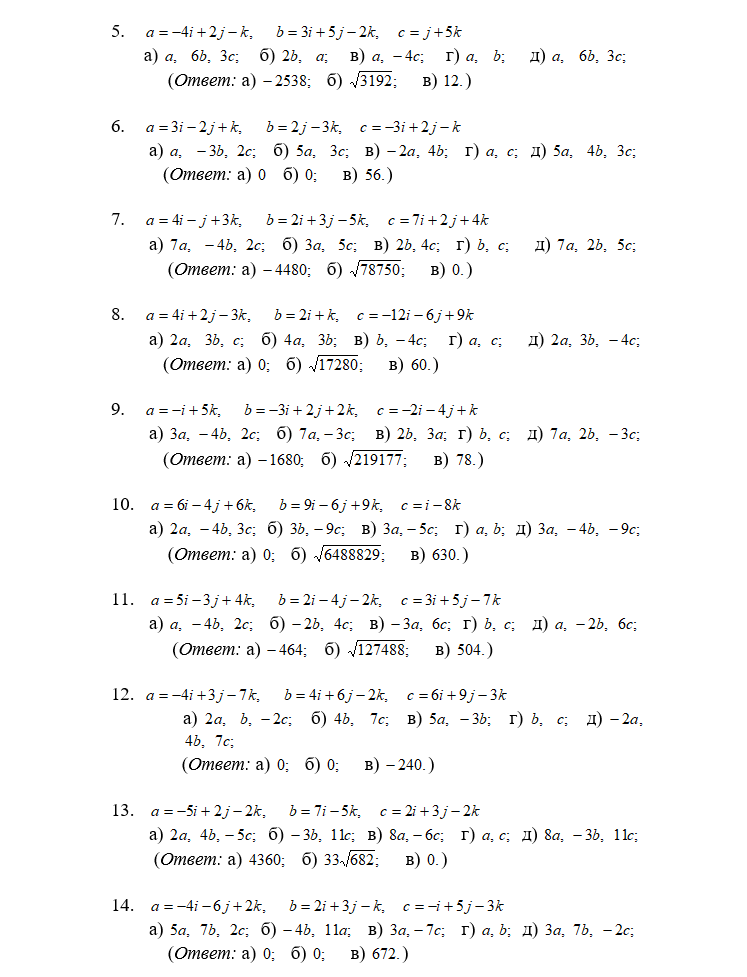 5. a = −4i + 2j − k, b = 3i + 5j − 2k, c = j + 5k
а) a, 6b, 3c; б) 2b, a; в) a, −4c; г) a, b; д) a, 6b, 3c;
(Ответ: а) −2538; б) √3192; в) 12.)
6. a = 3i − 2j + k, b = 2j − 3k, c = −3i + 2j − k
а) a, −3b, 2c; б) 5a, 3c; в) −2a, 4b; г) a, c; д) 5a, 4b, 3c;
(Ответ: а) 0 б) 0; в) 56.)
7. a = 4i − j + 3k, b = 2i + 3j − 5k, c = 7i + 2j + 4k
а) 7a, −4b, 2c; б) 3a, 5c; в) 2b, 4c; г) b, c; д) 7a, 2b, 5c;
(Ответ: а) −4480; б) √78750; в) 0.)
8. a = 4i + 2j − 3k, b = 2i + k, c = −12i − 6j + 9k
а) 2a, 3b, c; б) 4a, 3b; в) b, −4c; г) a, c; д) 2a, 3b, −4c;
(Ответ: а) 0; б) √17280; в) 60.)
9. a = −i + 5k, b = −3i + 2j + 2k, c = −2i − 4j + k
а) 3a, −4b, 2c; б) 7a, −3c; в) 2b, 3a; г) b, c; д) 7a, 2b, −3c;
(Ответ: а) −1680; б) √219177; в) 78.)
10. a = 6i − 4j + 6k, b = 9i − 6j + 9k, c = i − 8k
а) 2a, −4b, 3c; б) 3b, −9c; в) 3a, −5c; г) a, b; д) 3a, −4b, −9c;
(Ответ: а) 0; б) √6488829; в) 630.)
11. a = 5i − 3j + 4k, b = 2i − 4j − 2k, c = 3i + 5j − 7k
а) a, −4b, 2c; б) −2b, 4c; в) −3a, 6c; г) b, c; д) a, −2b, 6c;
(Ответ: а) −464; б) √127488; в) 504.)
12. a = −4i + 3j − 7k, b = 4i + 6j − 2k, c = 6i + 9j − 3k
а) 2a, b, −2c; б) 4b, 7c; в) 5a, −3b; г) b, c; д) −2a,
4b, 7c;
(Ответ: а) 0; б) 0; в) −240.)
13. a = −5i + 2j − 2k, b = 7i − 5k, c = 2i + 3j − 2k
а) 2a, 4b, −5c; б) −3b, 11c; в) 8a, −6c; г) a, c; д) 8a, −3b, 11c;
(Ответ: а) 4360; б) 33√682; в) 0.)
14. a = −4i − 6j + 2k, b = 2i + 3j − k, c = −i + 5j − 3k
а) 5a, 7b, 2c; б) −4b, 11a; в) 3a, −7c; г) a, b; д) 3a, 7b, −2c;
(Ответ: а) 0; б) 0; в) 672.)